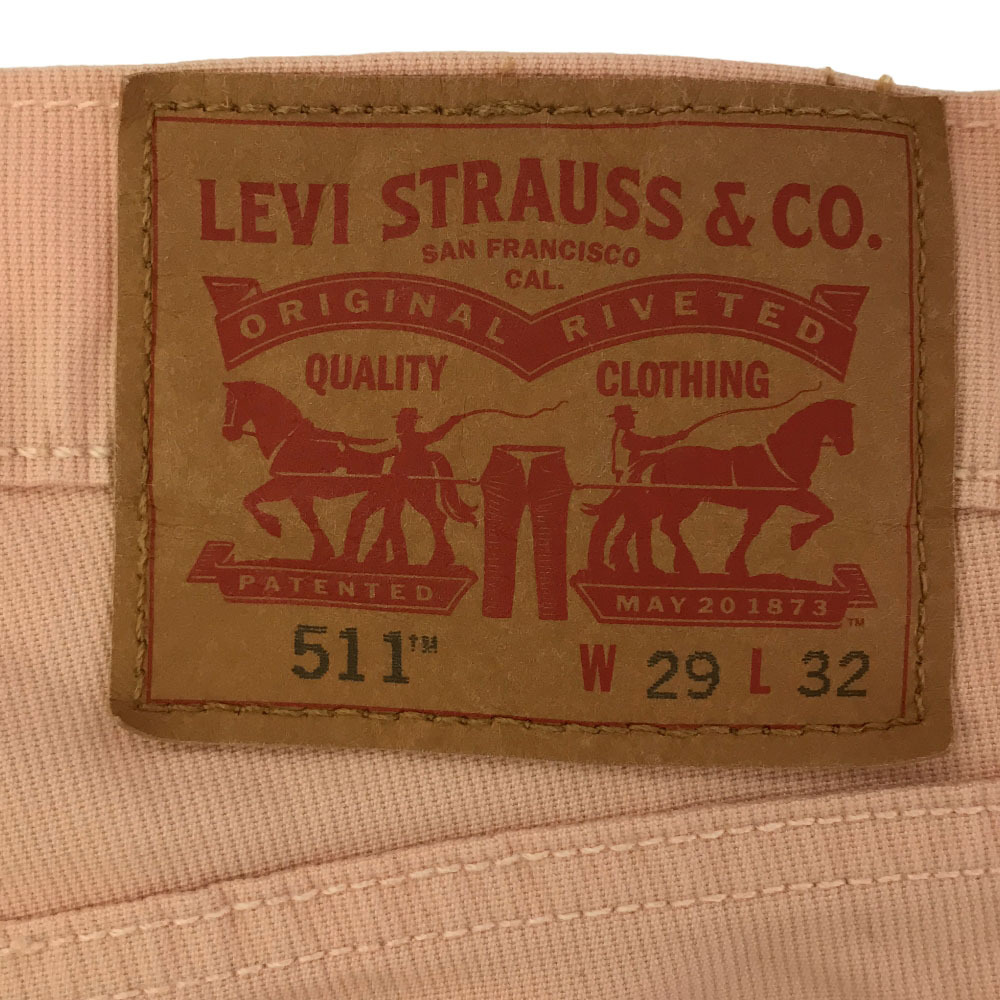 LEVI STRAUSS & CO.
SAN FRANCISCO
CAL.
ORIGINAL RIVETED
QUALITY CLOTHING
PATENTED MAY 20 1873 ™
511™ W 29 L 32